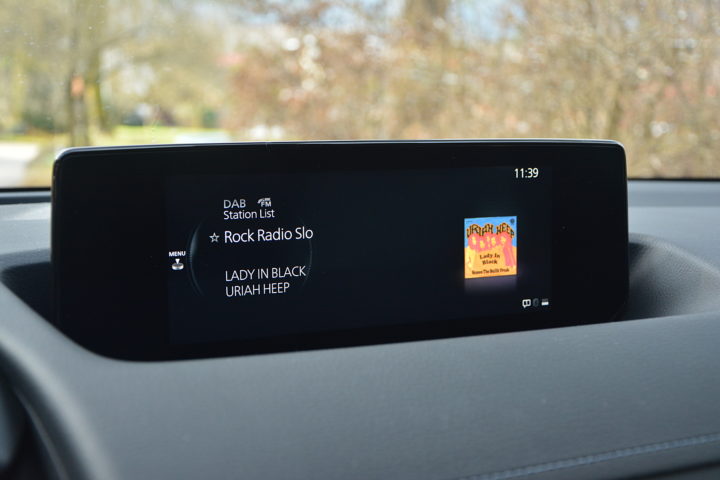 11:39
DAB FM
Station List
☆ Rock Radio Slo
MENU
LADY IN BLACK
URIAH HEEP
URIAH HEEP
Lady In
Black